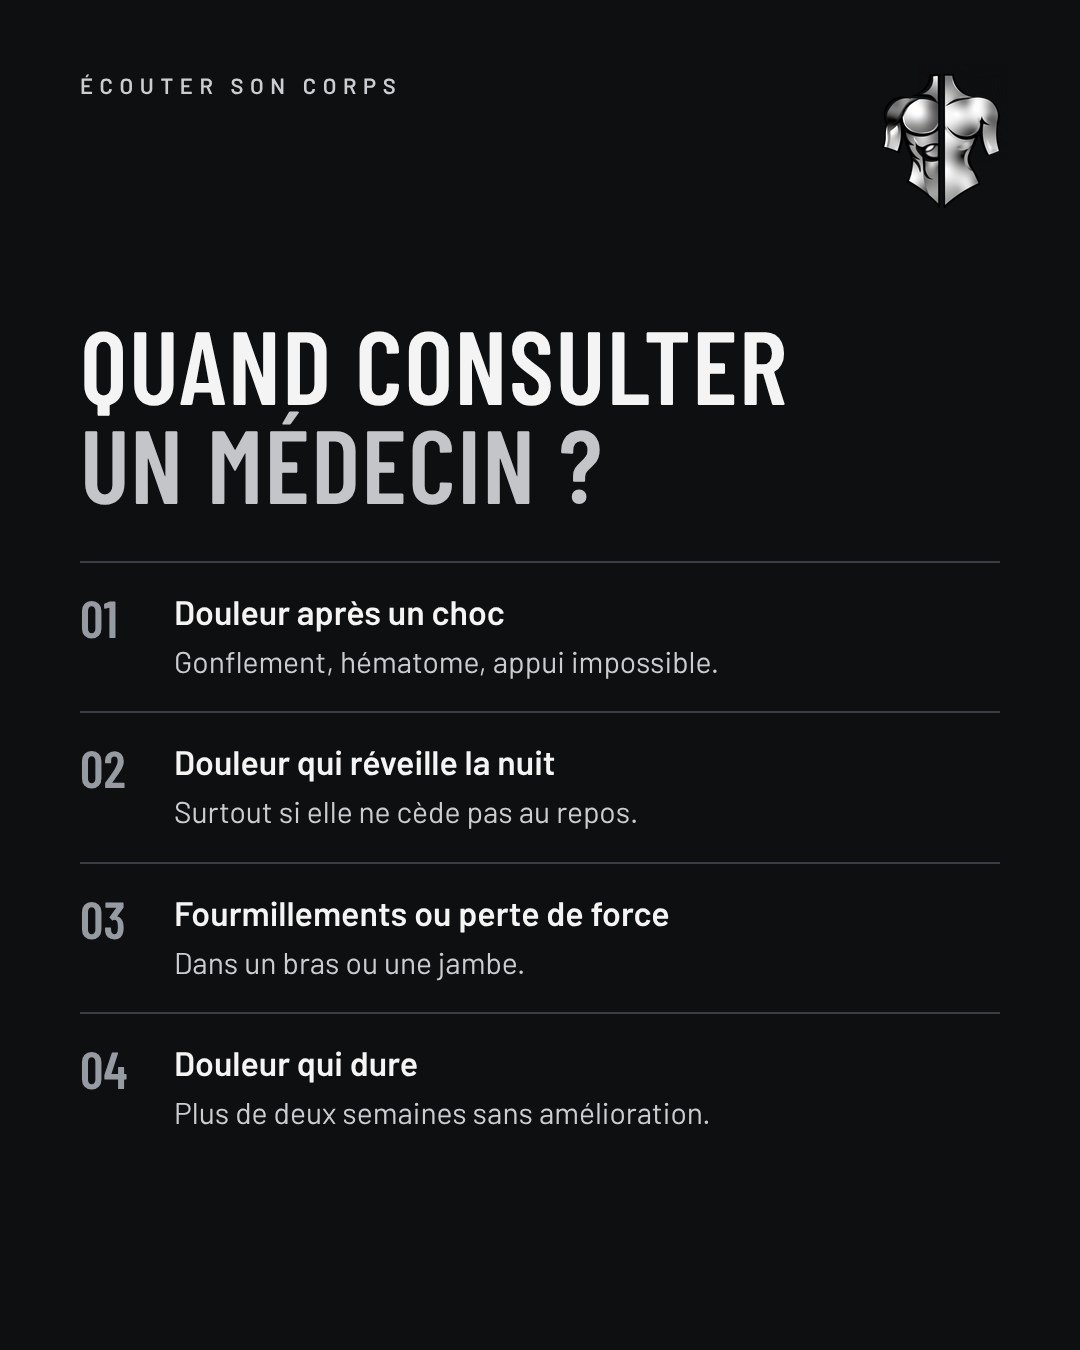 ÉCOUTER SON CORPS
QUAND CONSULTER
UN MÉDECIN ?
01 Douleur après un choc
Gonflement, hématome, appui impossible.
02 Douleur qui réveille la nuit
Surtout si elle ne cède pas au repos.
03 Fourmillements ou perte de force
Dans un bras ou une jambe.
04 Douleur qui dure
Plus de deux semaines sans amélioration.